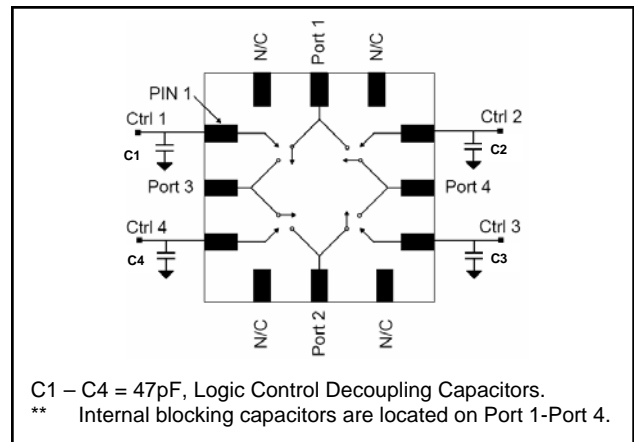 N/C
Port 1
N/C
PIN 1
Ctrl 1
Ctrl 2
C1
C2
Port 3
Port 4
Ctrl 4
Ctrl 3
C4
C3
N/C
Port 2
N/C
C1 – C4 = 47pF, Logic Control Decoupling Capacitors.
** Internal blocking capacitors are located on Port 1-Port 4.